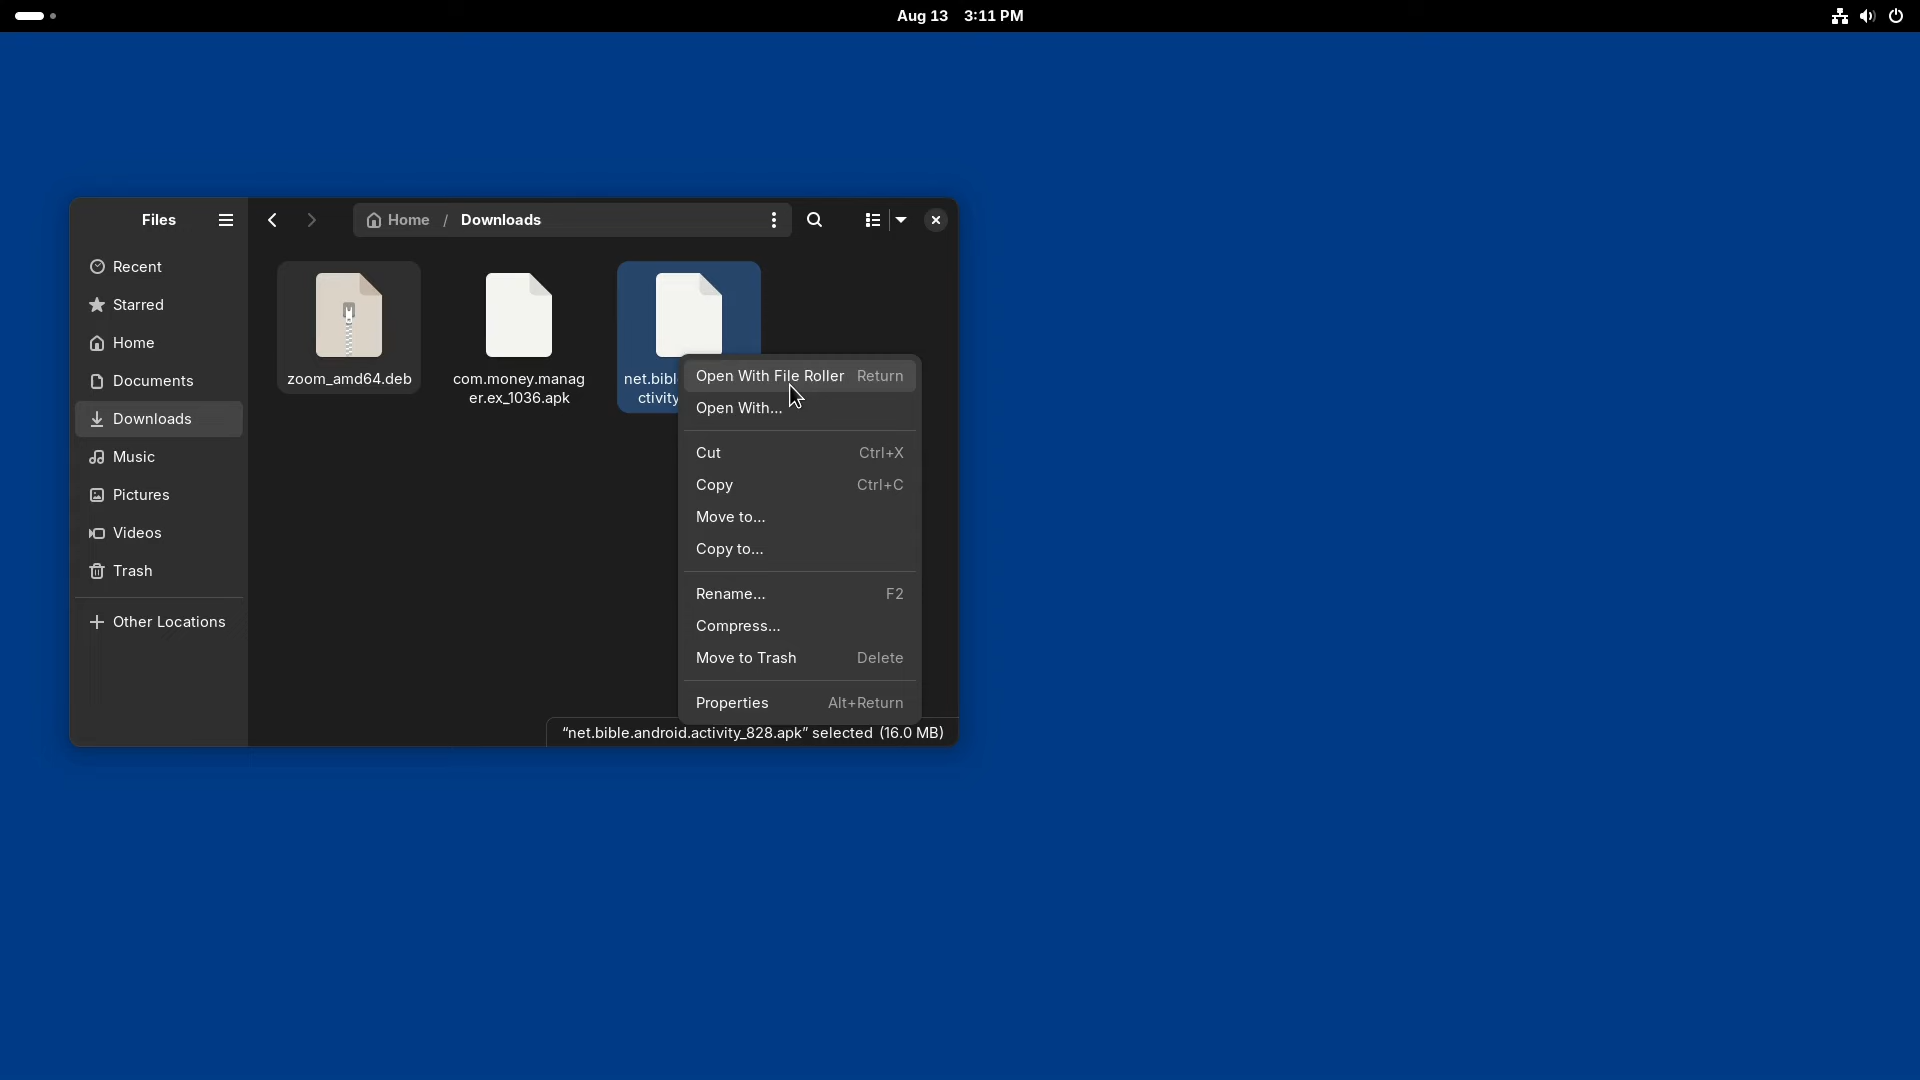 Aug 13 3:11 PM
Files
Home / Downloads
Recent
Starred
Home
Documents
Downloads
Music
Pictures
Videos
Trash
Other Locations
zoom_amd64.deb
com.money.manag
er.ex_1036.apk
net.bibl
ctivity
Open With File Roller Return
Open With...
Cut Ctrl+X
Copy Ctrl+C
Move to...
Copy to...
Rename... F2
Compress...
Move to Trash Delete
Properties Alt+Return
“net.bible.android.activity_828.apk” selected (16.0 MB)